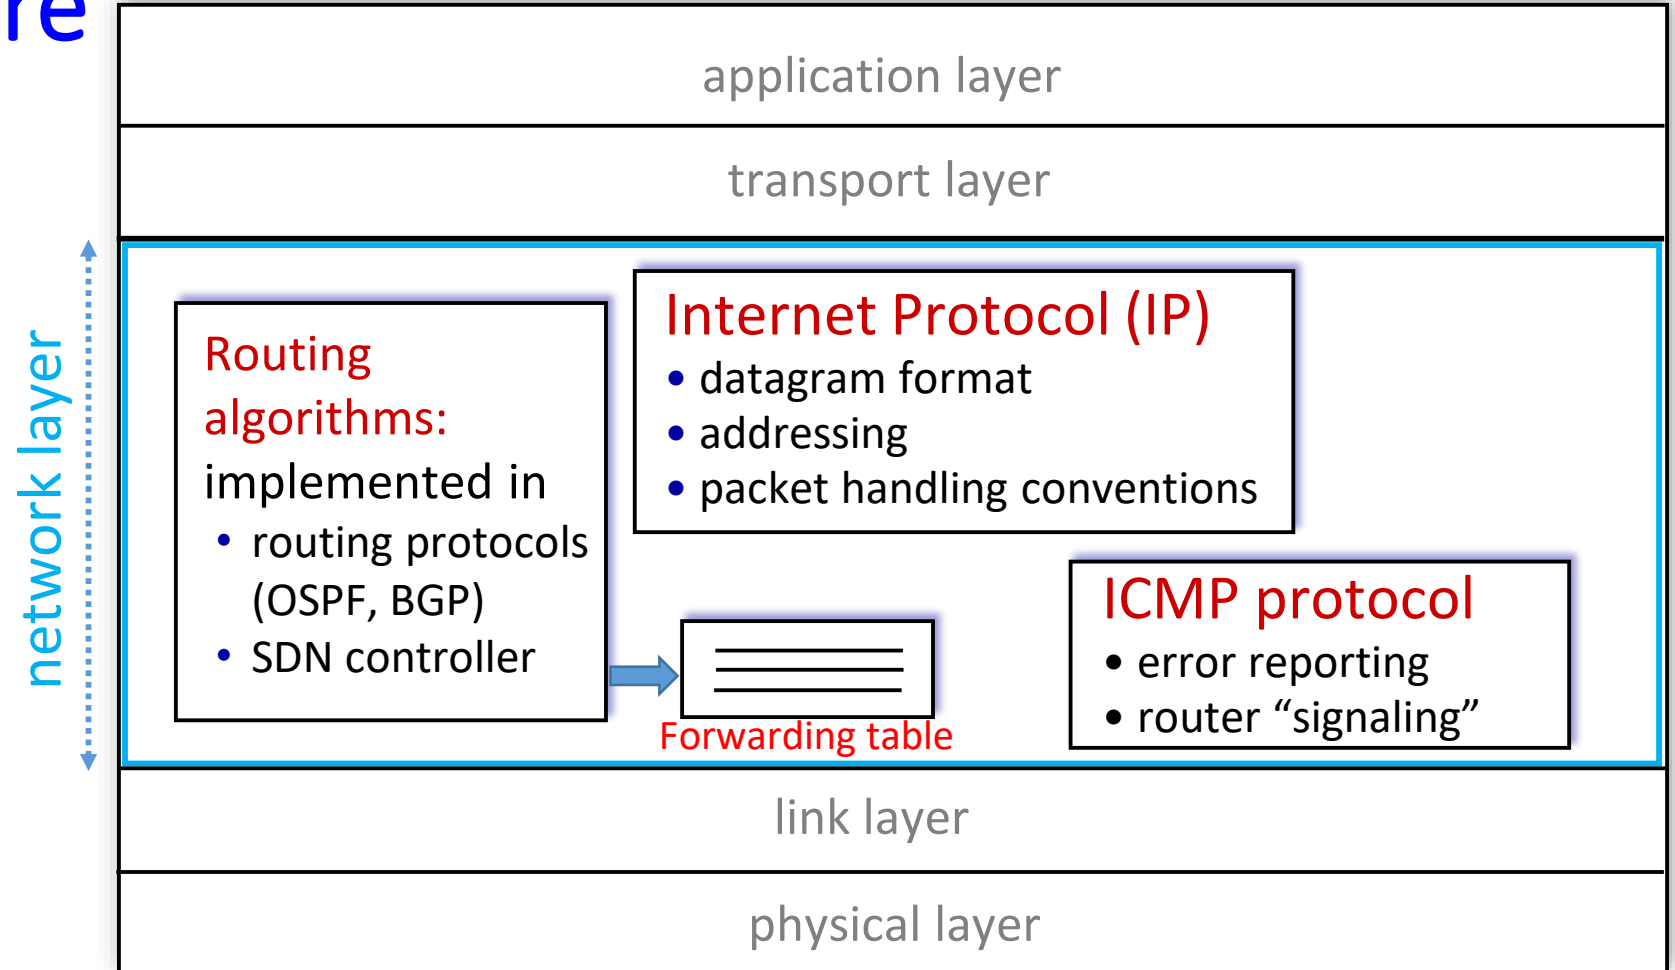 re
application layer
transport layer
network layer
Routing
algorithms:
implemented in
• routing protocols
(OSPF, BGP)
• SDN controller
Internet Protocol (IP)
• datagram format
• addressing
• packet handling conventions
Forwarding table
ICMP protocol
• error reporting
• router “signaling”
link layer
physical layer